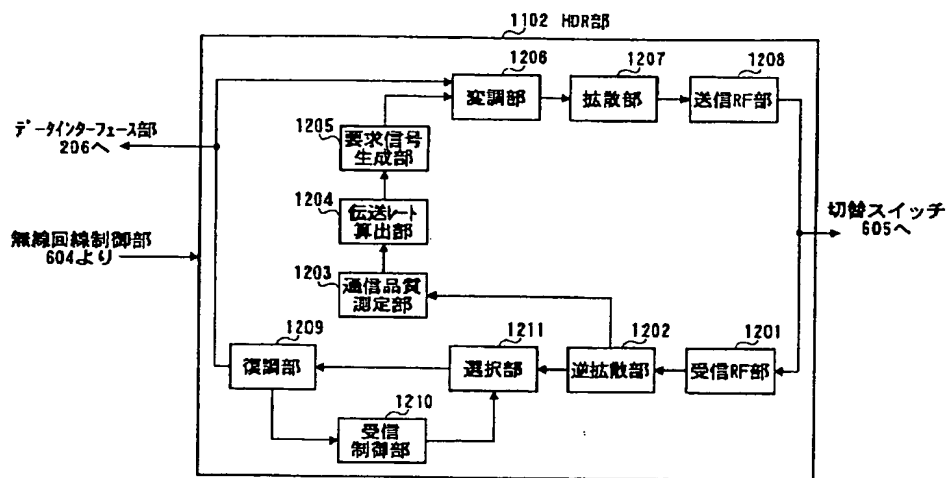 1102 HDR部
1206
1207
1208
変調部
拡散部
送信RF部
1205
要求信号
生成部
データインターフェース部
206へ
1204
伝送レート
算出部
切替スイッチ
605へ
無線回線制御部
604より
1203
通信品質
測定部
1209
1211
1202
1201
復調部
選択部
逆拡散部
受信RF部
1210
受信
制御部